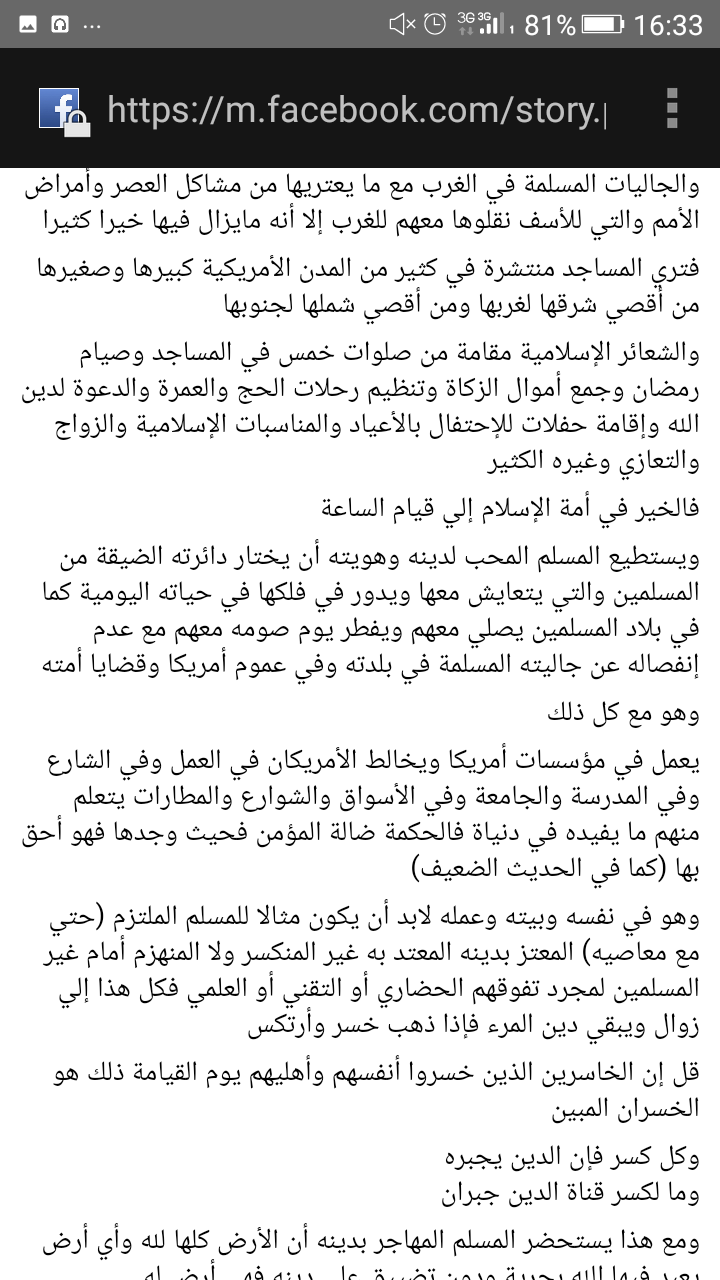 3G 3G 81% 16:33
https://m.facebook.com/story.p
والجاليات المسلمة في الغرب مع ما يعتريها من مشاكل العصر وأمراض
الأمم والتي للأسف نقلوها معهم للغرب إلا أنه مايزال فيها خيرا كثيرا
فتري المساجد منتشرة في كثير من المدن الأمريكية كبيرها وصغيرها
من أقصي شرقها لغربها ومن أقصي شملها لجنوبها
والشعائر الإسلامية مقامة من صلوات خمس في المساجد وصيام
رمضان وجمع أموال الزكاة وتنظيم رحلات الحج والعمرة والدعوة لدين
الله وإقامة حفلات للإحتفال بالأعياد والمناسبات الإسلامية والزواج
والتعازي وغيره الكثير
فالخير في أمة الإسلام إلي قيام الساعة
ويستطيع المسلم المحب لدينه وهويته أن يختار دائرته الضيقة من
المسلمين والتي يتعايش معها ويدور في فلكها في حياته اليومية كما
في بلاد المسلمين يصلي معهم ويفطر يوم صومه معهم مع عدم
إنفصاله عن جاليته المسلمة في بلدته وفي عموم أمريكا وقضايا أمته
وهو مع كل ذلك
يعمل في مؤسسات أمريكا ويخالط الأمريكان في العمل وفي الشارع
وفي المدرسة والجامعة وفي الأسواق والشوارع والمطارات يتعلم
منهم ما يفيده في دنياة فالحكمة ضالة المؤمن فحيث وجدها فهو أحق
بها (كما في الحديث الضعيف)
وهو في نفسه وبيته وعمله لابد أن يكون مثالا للمسلم الملتزم (حتي
مع معاصيه) المعتز بدينه المعتد به غير المنكسر ولا المنهزم أمام غير
المسلمين لمجرد تفوقهم الحضاري أو التقني أو العلمي فكل هذا إلي
زوال ويبقي دين المرء فإذا ذهب خسر وأرتكس
قل إن الخاسرين الذين خسروا أنفسهم وأهليهم يوم القيامة ذلك هو
الخسران المبين
وكل كسر فإن الدين يجبره
وما لكسر قناة الدين جبران
ومع هذا يستحضر المسلم المهاجر بدينه أن الأرض كلها لله وأي أرض
يعبد فيها الله بحرية ودون تضييق على دينه فهي أرض له